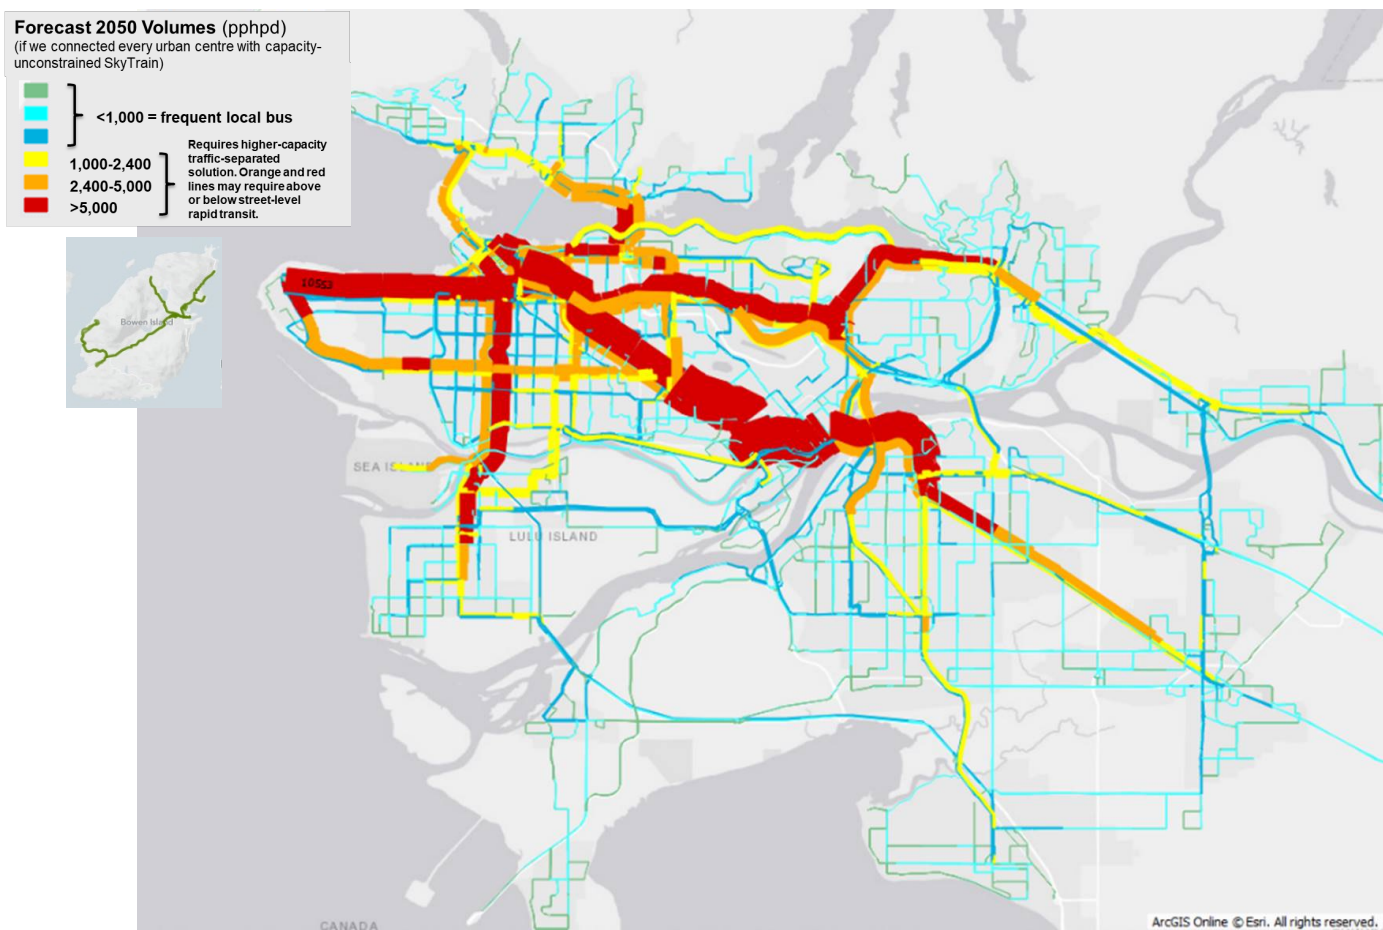 Forecast 2050 Volumes (pphpd)
(if we connected every urban centre with capacity-
unconstrained SkyTrain)
<1,000 = frequent local bus
1,000-2,400
2,400-5,000
>5,000
Requires higher-capacity
traffic-separated
solution. Orange and red
lines may require above
or below street-level
rapid transit.
Bowen Island
SEA ISLAND
LULU ISLAND
CANADA
ArcGIS Online © Esri. All rights reserved.